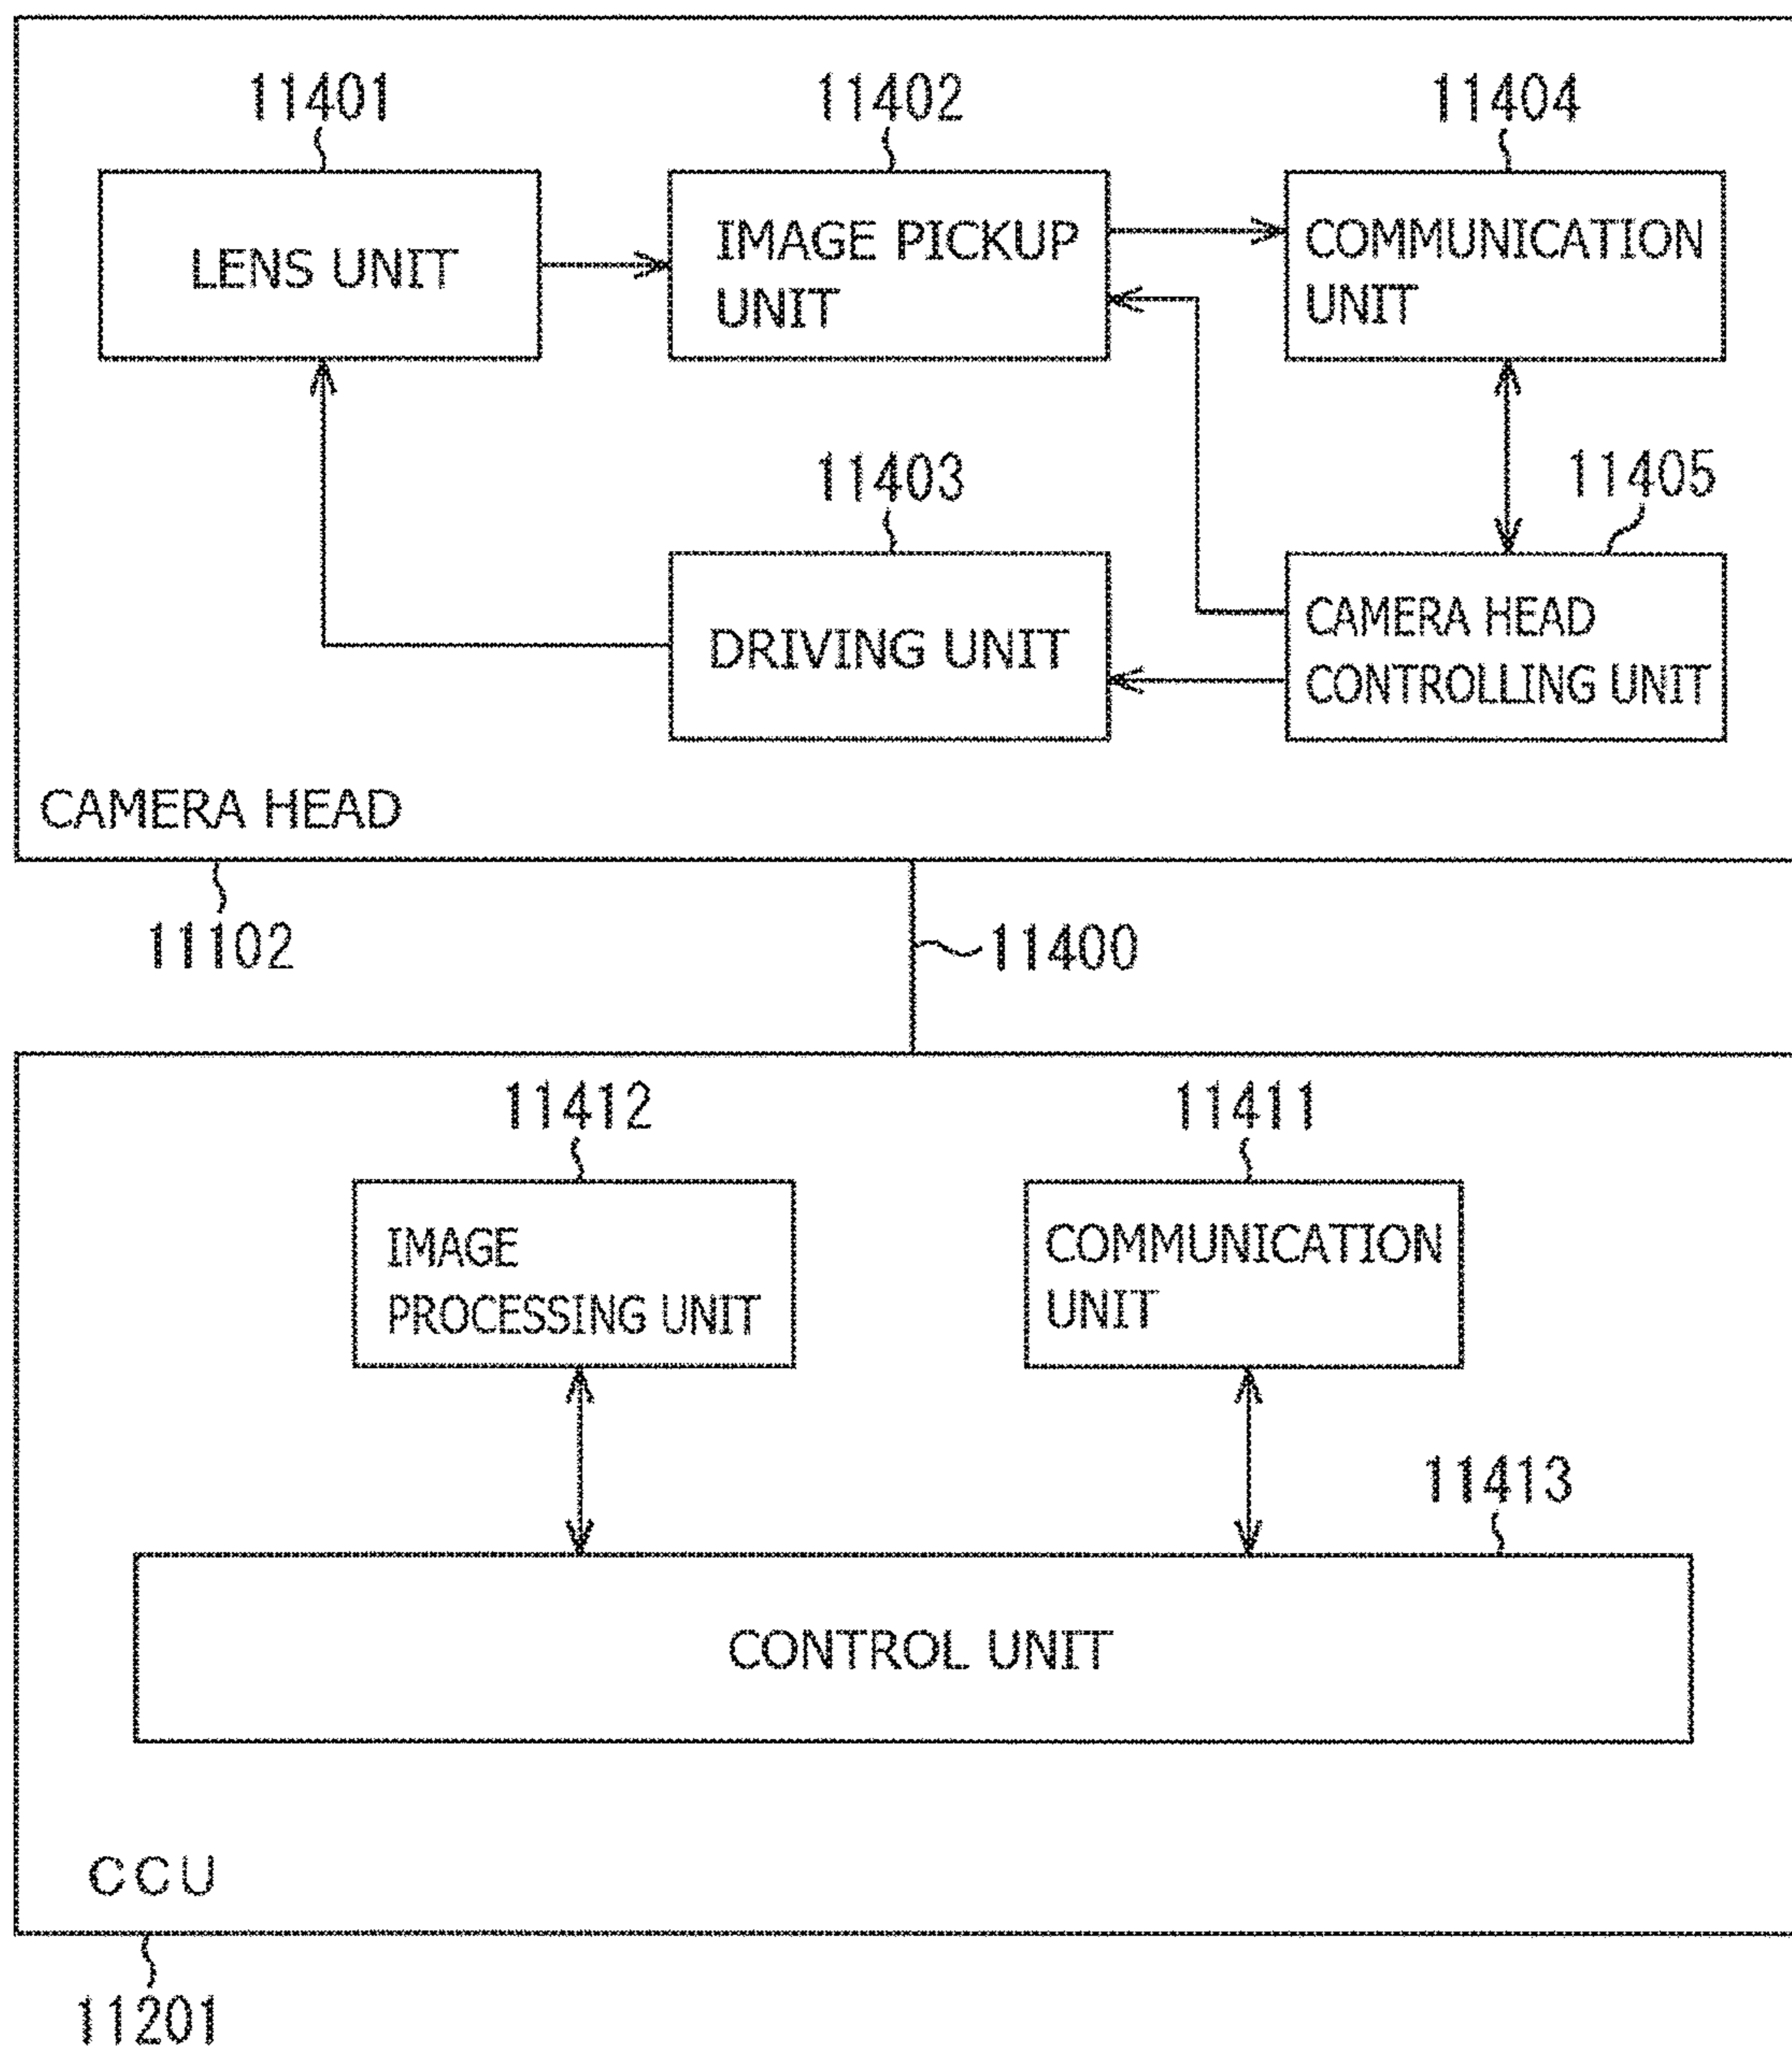 11401
11402
11404
LENS UNIT
IMAGE PICKUP
UNIT
COMMUNICATION
UNIT
11403
11405
DRIVING UNIT
CAMERA HEAD
CONTROLLING UNIT
CAMERA HEAD
11102
11400
11412
11411
IMAGE
PROCESSING UNIT
COMMUNICATION
UNIT
11413
CONTROL UNIT
CCU
11201